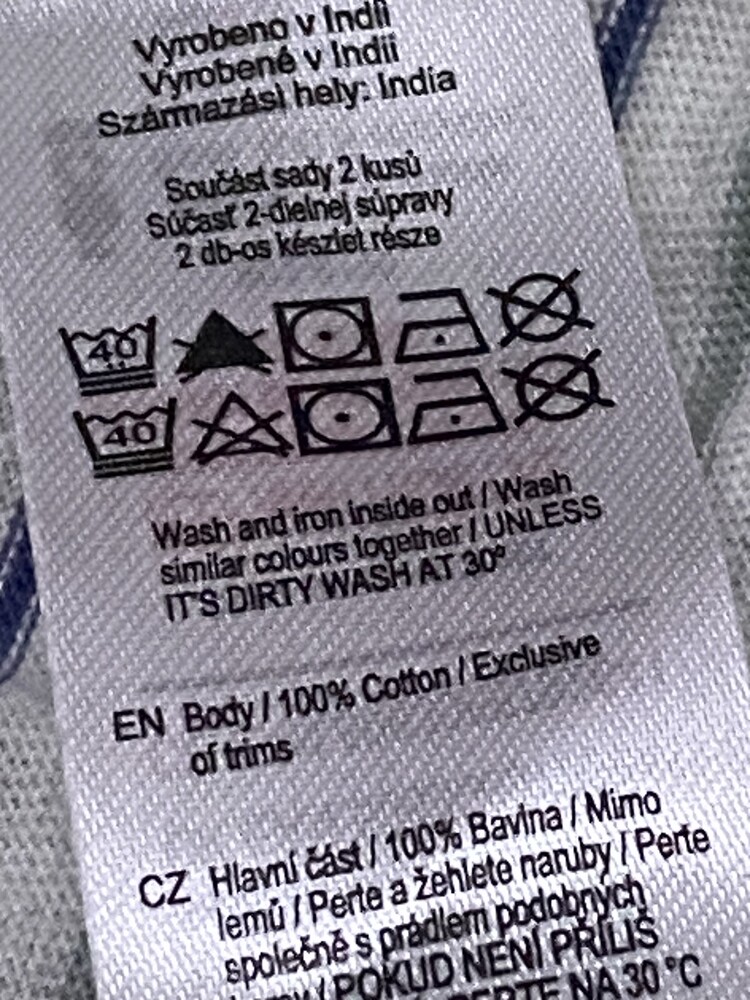 Vyrobeno v Indii
Vyrobené v Indii
Származási hely: India
Součást sady 2 kusů
Súčasť 2-dielnej súpravy
2 db-os készlet része
40
40
Wash and iron inside out / Wash
similar colours together / UNLESS
IT'S DIRTY WASH AT 30°
EN Body / 100% Cotton / Exclusive
of trims
CZ Hlavní část / 100% Bavlna / Mimo
lemů / Perte a žehlete naruby / Perte
společně s prádlem podobných
/ POKUD NENÍ PŘÍLIŠ
NA 30 °C